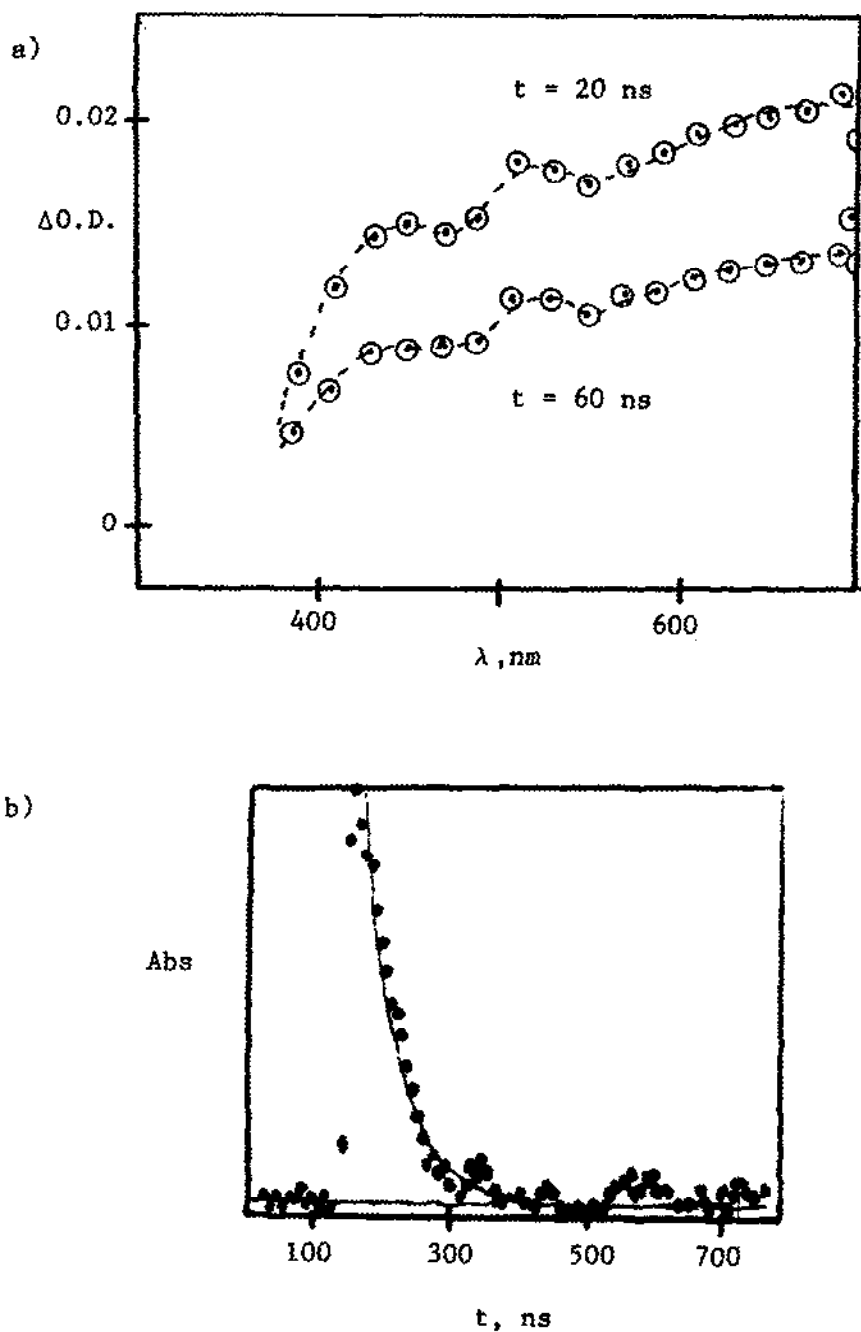 a)
t = 20 ns
0.02
ΔO.D.
0.01
t = 60 ns
0
400
600
λ,nm
b)
Abs
100
300
500
700
t, ns